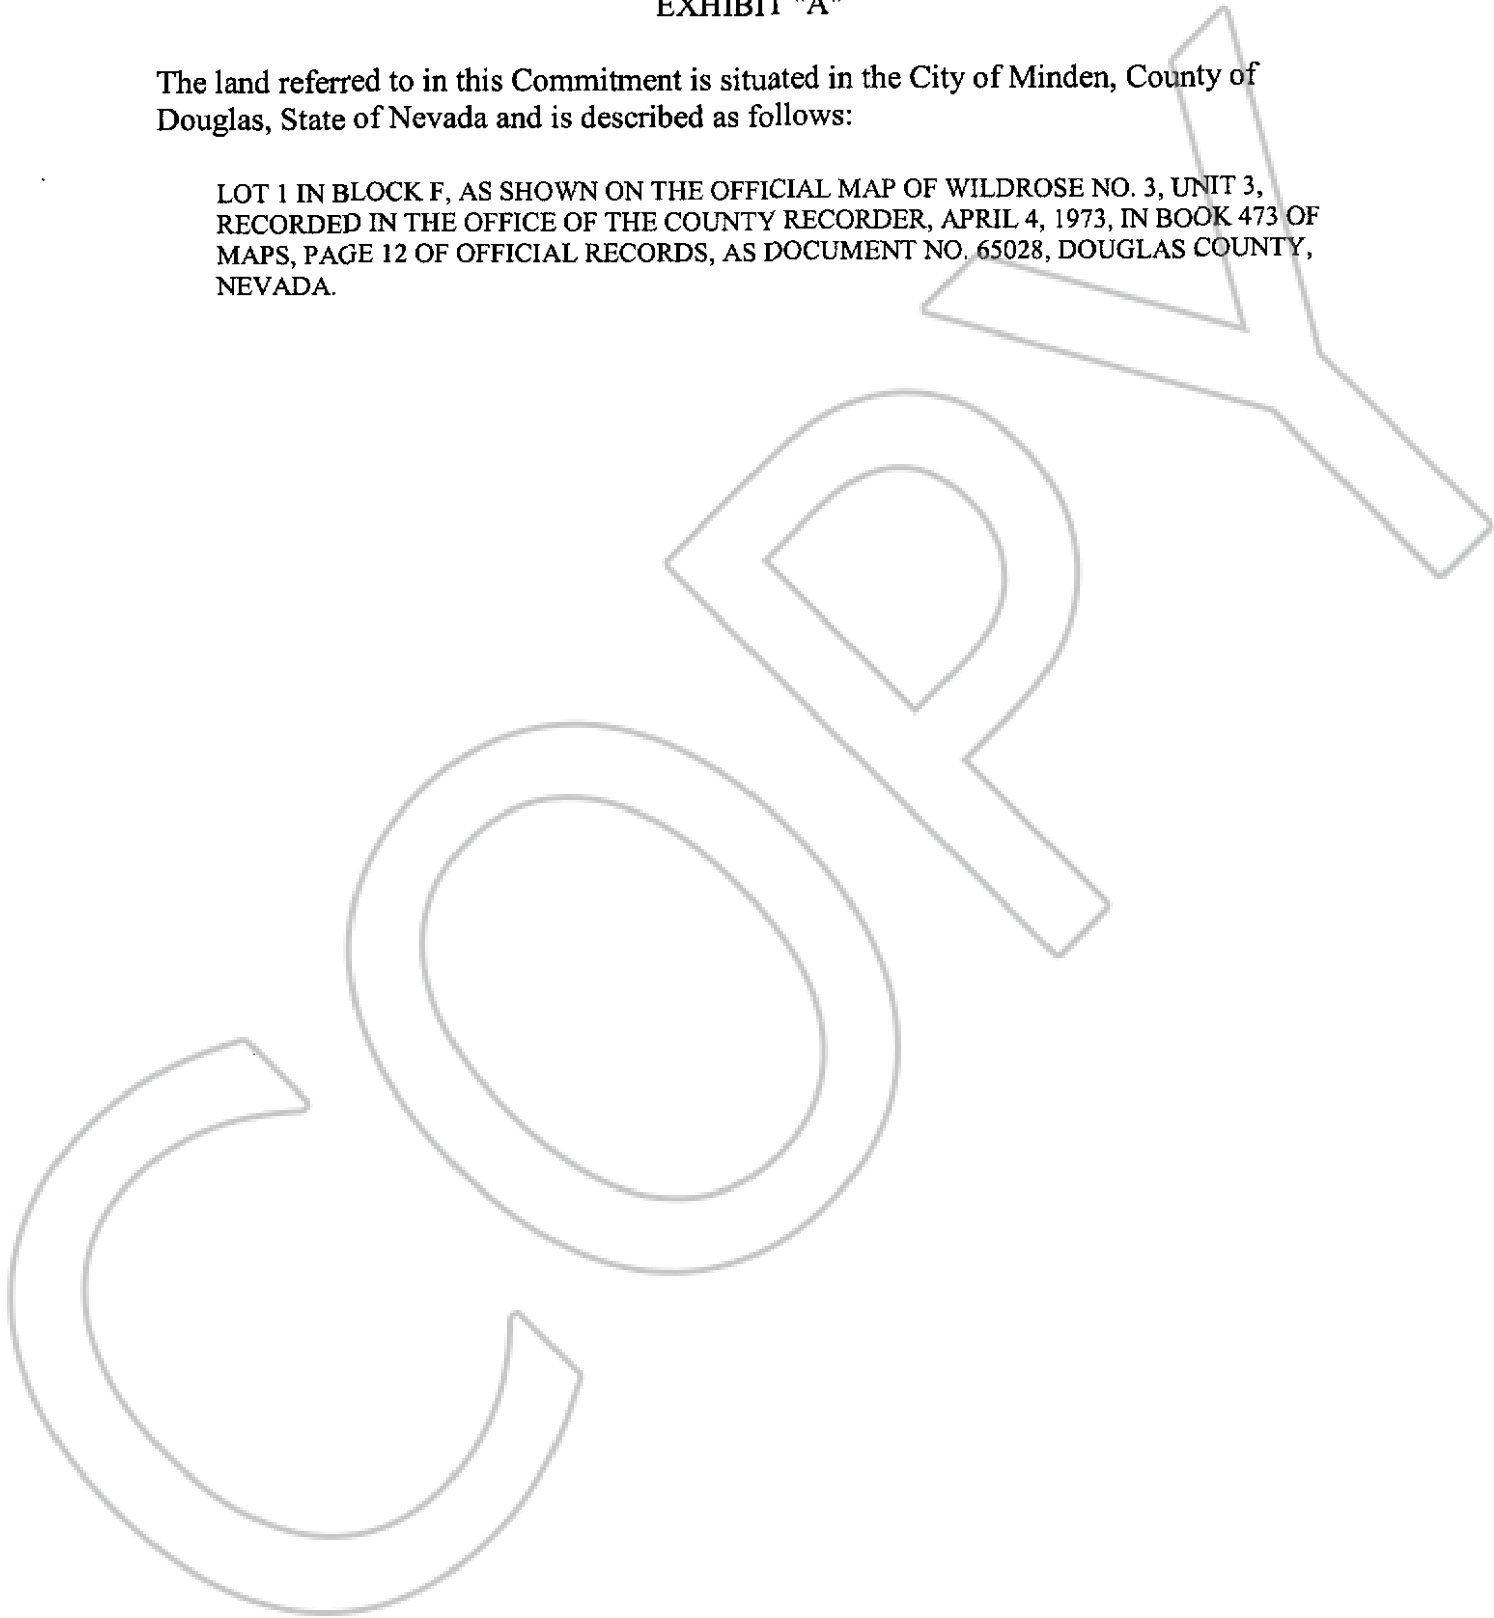 EXHIBIT "A"
The land referred to in this Commitment is situated in the City of Minden, County of
Douglas, State of Nevada and is described as follows:
LOT 1 IN BLOCK F, AS SHOWN ON THE OFFICIAL MAP OF WILDROSE NO. 3, UNIT 3,
RECORDED IN THE OFFICE OF THE COUNTY RECORDER, APRIL 4, 1973, IN BOOK 473 OF
MAPS, PAGE 12 OF OFFICIAL RECORDS, AS DOCUMENT NO. 65028, DOUGLAS COUNTY,
NEVADA.
COPY